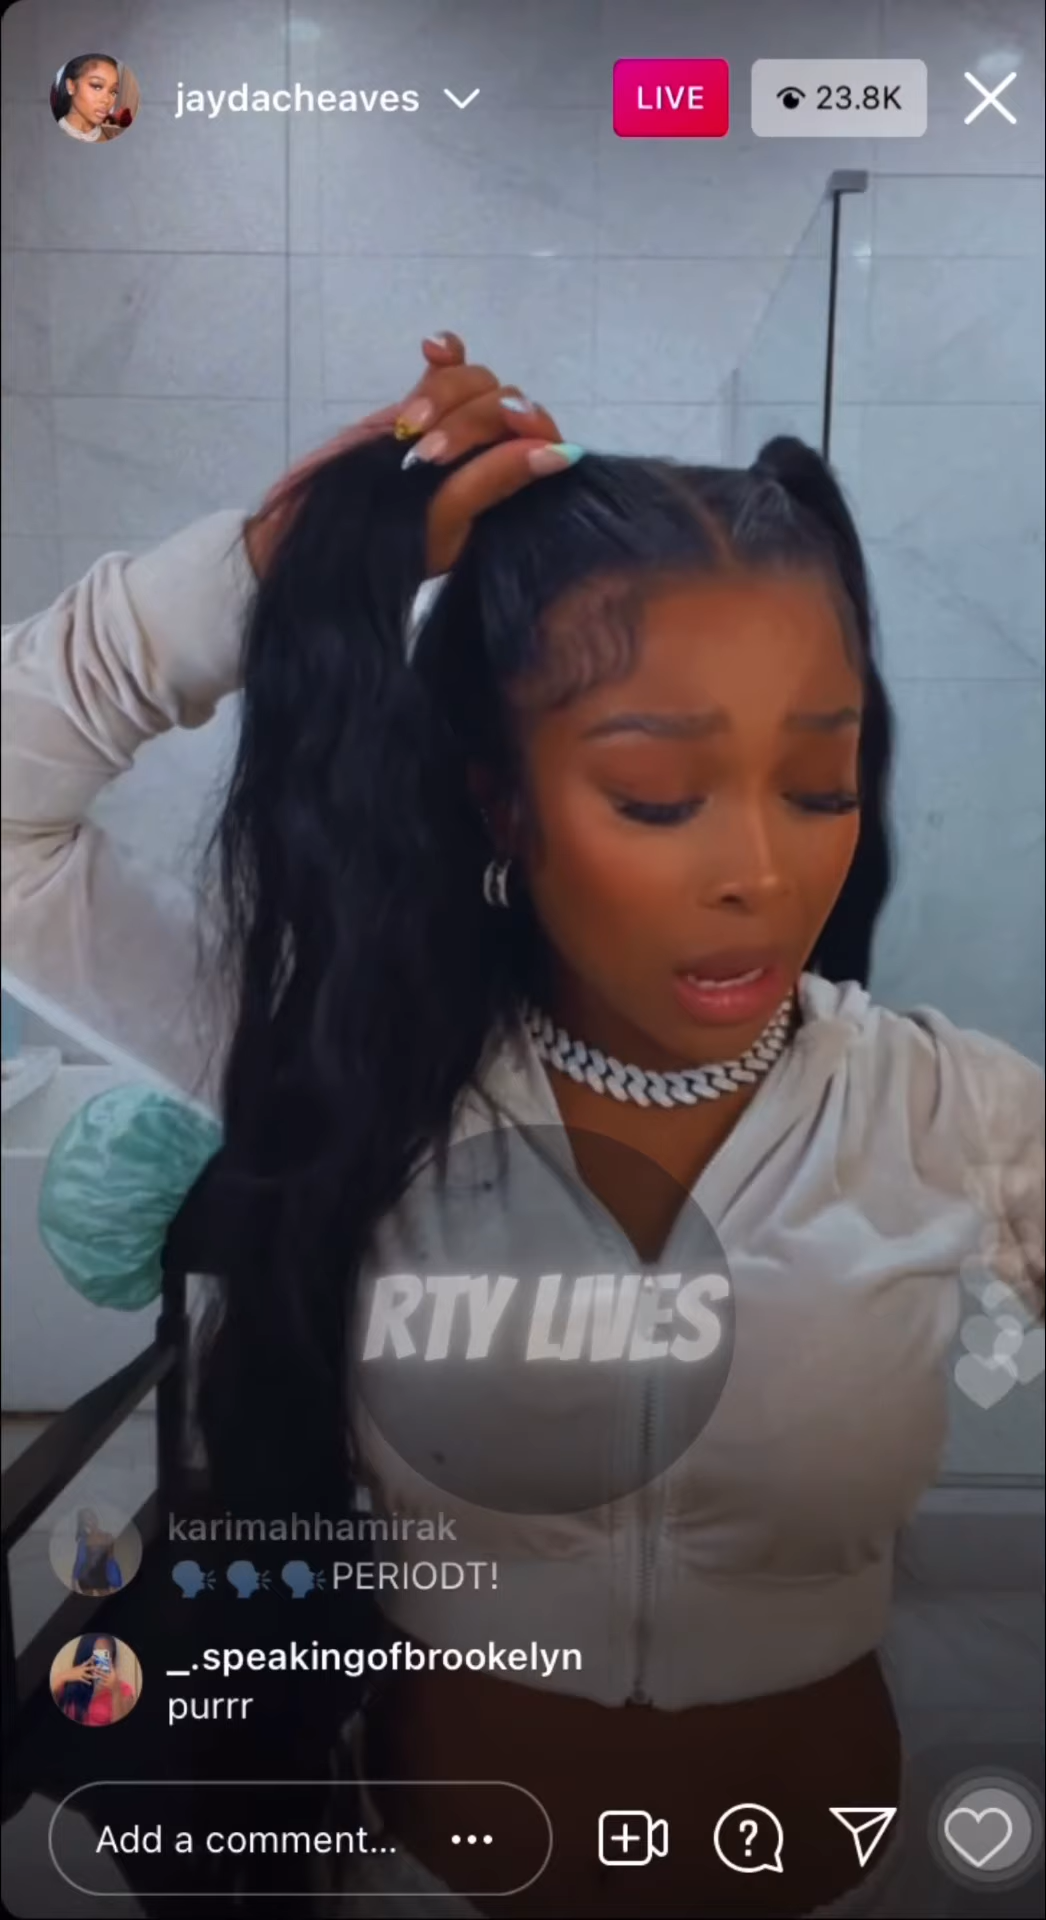 jaydacheaves
LIVE
23.8K
RTY LIVES
karimahhamirak
🗣🗣🗣PERIODT!
_.speakingofbrookelyn
purrr
Add a comment...